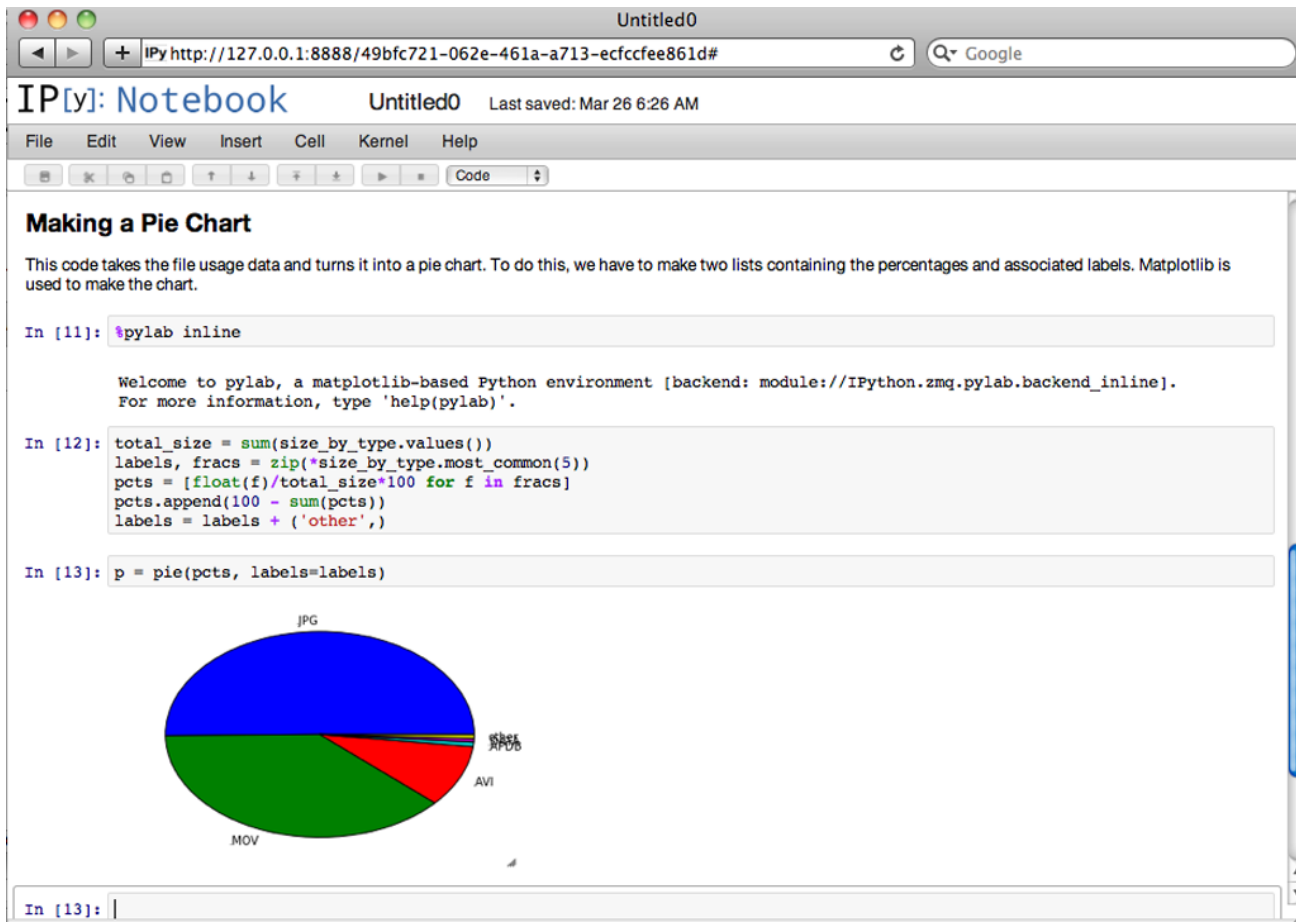 Untitled0
IPy http://127.0.0.1:8888/49bfc721-062e-461a-a713-ecfccfee861d#
Google
IP[y]: Notebook
Untitled0
Last saved: Mar 26 6:26 AM
File Edit View Insert Cell Kernel Help
Code
Making a Pie Chart
This code takes the file usage data and turns it into a pie chart. To do this, we have to make two lists containing the percentages and associated labels. Matplotlib is
used to make the chart.
In [11]: %pylab inline
Welcome to pylab, a matplotlib-based Python environment [backend: module://IPython.zmq.pylab.backend_inline].
For more information, type 'help(pylab)'.
In [12]: total_size = sum(size_by_type.values())
labels, fracs = zip(*size_by_type.most_common(5))
pcts = [float(f)/total_size*100 for f in fracs]
pcts.append(100 - sum(pcts))
labels = labels + ('other',)
In [13]: p = pie(pcts, labels=labels)
JPG
AVI
.MOV
In [13]: